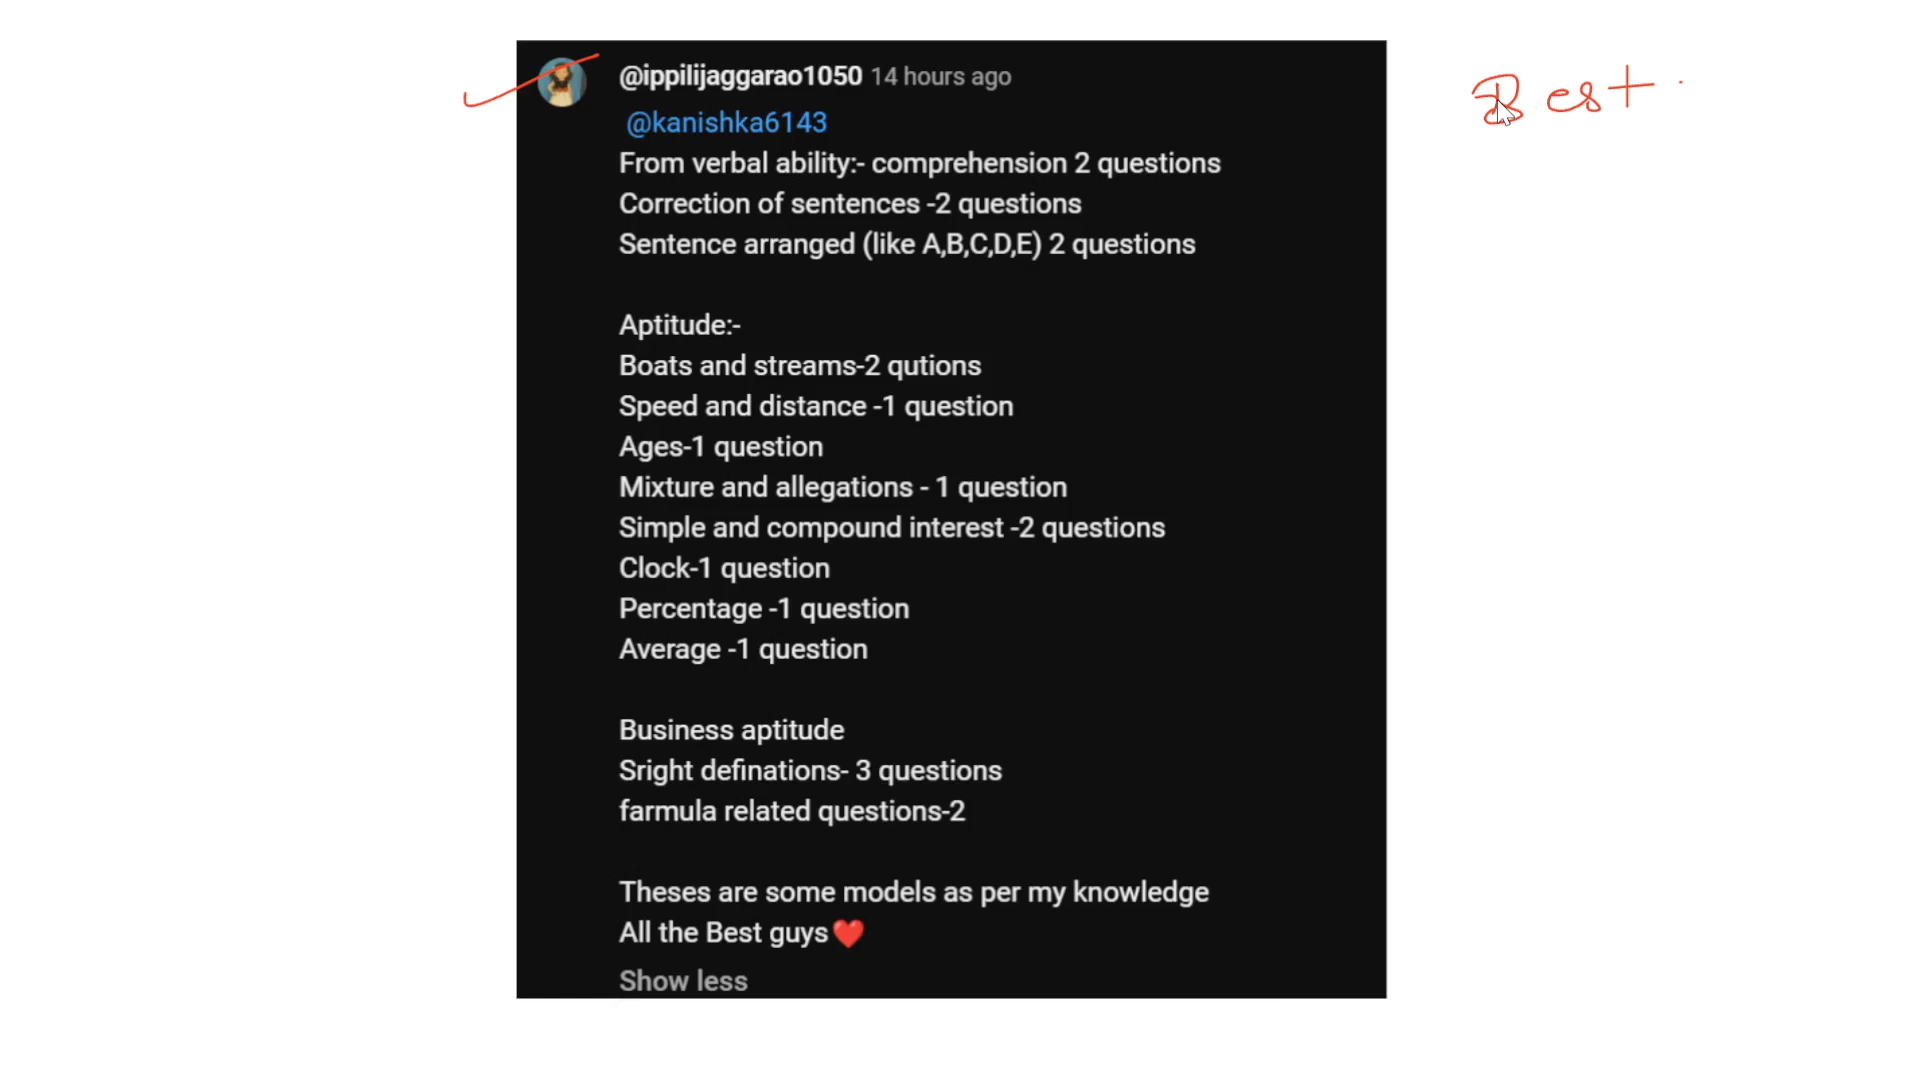 @ippilijaggarao1050 14 hours ago
Best.
@kanishka6143
From verbal ability:- comprehension 2 questions
Correction of sentences -2 questions
Sentence arranged (like A,B,C,D,E) 2 questions
Aptitude:-
Boats and streams-2 qutions
Speed and distance -1 question
Ages-1 question
Mixture and allegations - 1 question
Simple and compound interest -2 questions
Clock-1 question
Percentage -1 question
Average -1 question
Business aptitude
Sright definations- 3 questions
farmula related questions-2
Theses are some models as per my knowledge
All the Best guys❤️
Show less